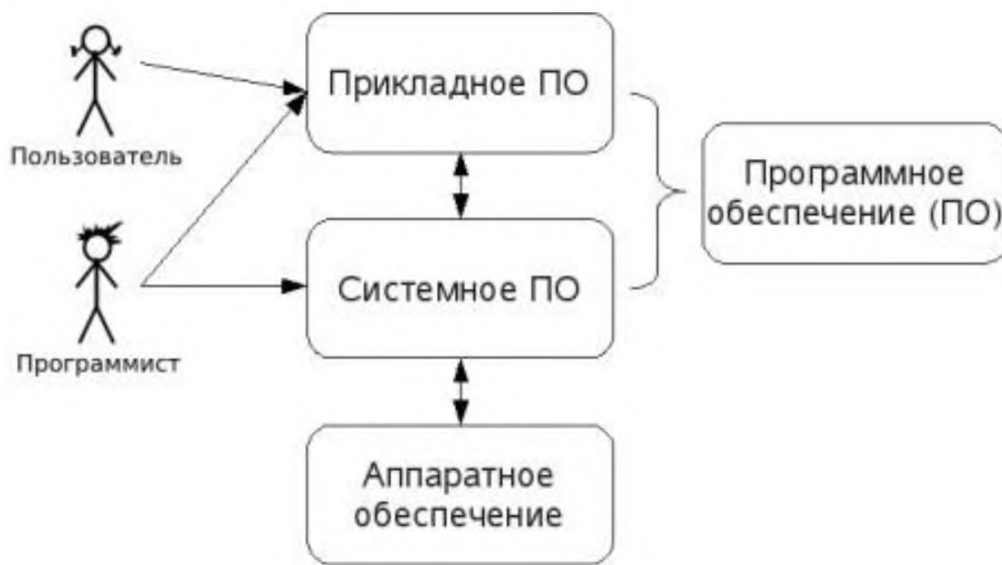 Пользователь
Программист
Прикладное ПО
Системное ПО
Аппаратное
обеспечение
Программное
обеспечение (ПО)